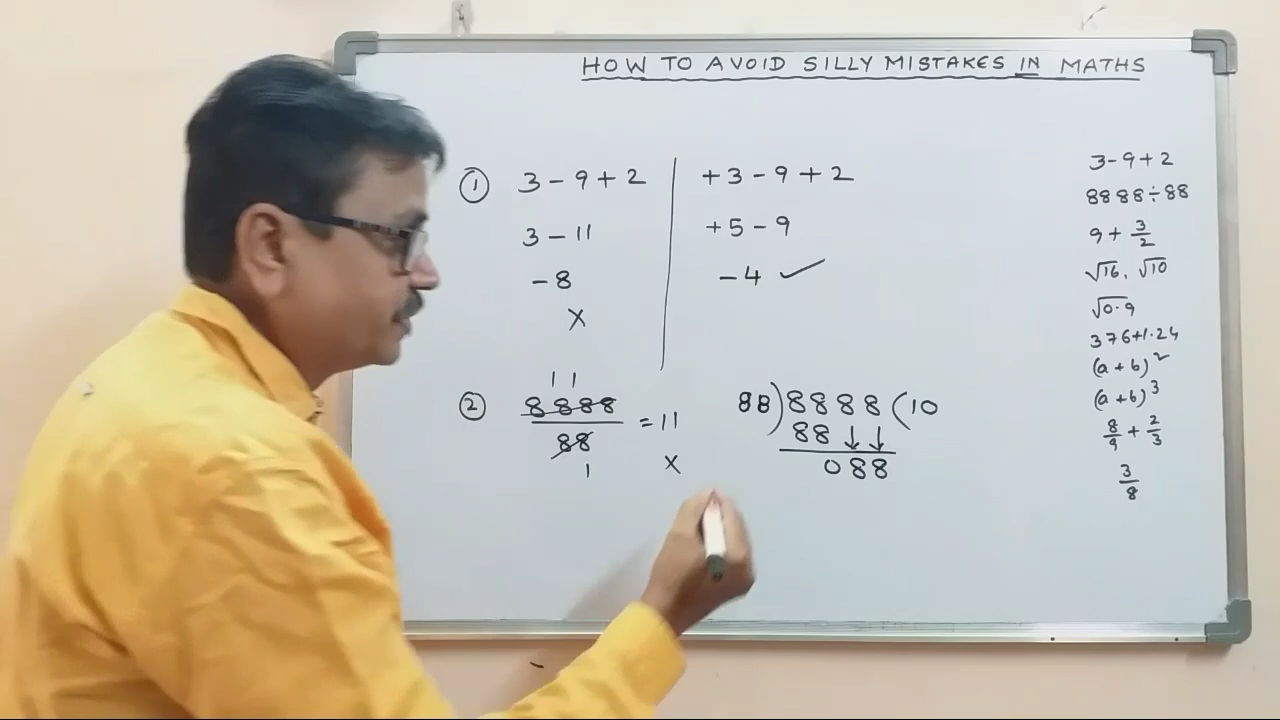 HOW TO AVOID SILLY MISTAKES IN MATHS
① 3 - 9 + 2
3 - 11
- 8
X
+ 3 - 9 + 2
+ 5 - 9
- 4 ✓
② 11
8888
88
1
= 11
X
88)8888(10
88↓↓
088
3 - 9 + 2
8888 ÷ 88
9 + 3/2
√16, √10
√0.9
376+1.24
(a + b)²
(a + b)³
8/9 + 2/3
3/8